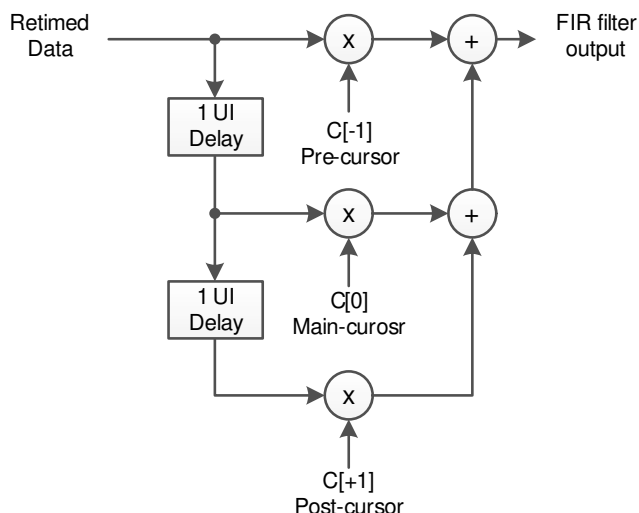 Retimed
Data
x
+
FIR filter
output
1 UI
Delay
C[-1]
Pre-cursor
x
+
1 UI
Delay
C[0]
Main-curosr
x
C[+1]
Post-cursor